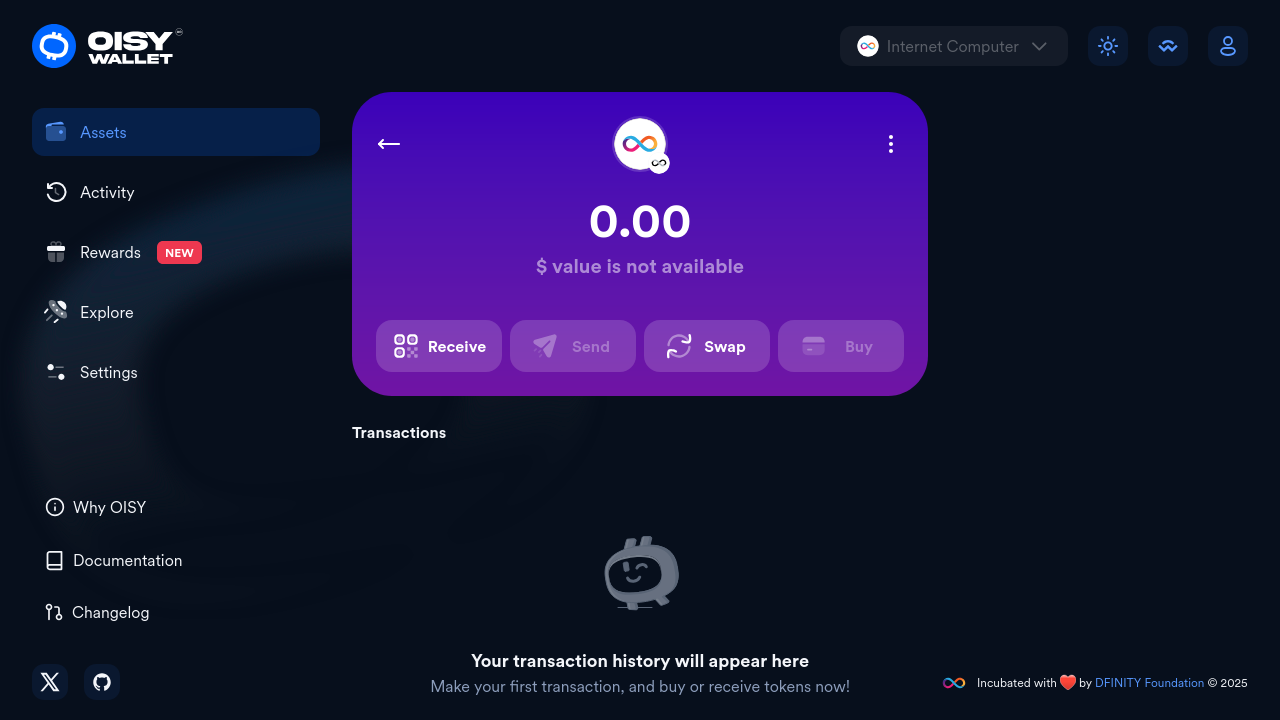 OISY
WALLET
Internet Computer
Assets
Activity
Rewards NEW
Explore
Settings
Why OISY
Documentation
Changelog
0.00
$ value is not available
Receive
Send
Swap
Buy
Transactions
Your transaction history will appear here
Make your first transaction, and buy or receive tokens now!
Incubated with ❤️ by DFINITY Foundation © 2025